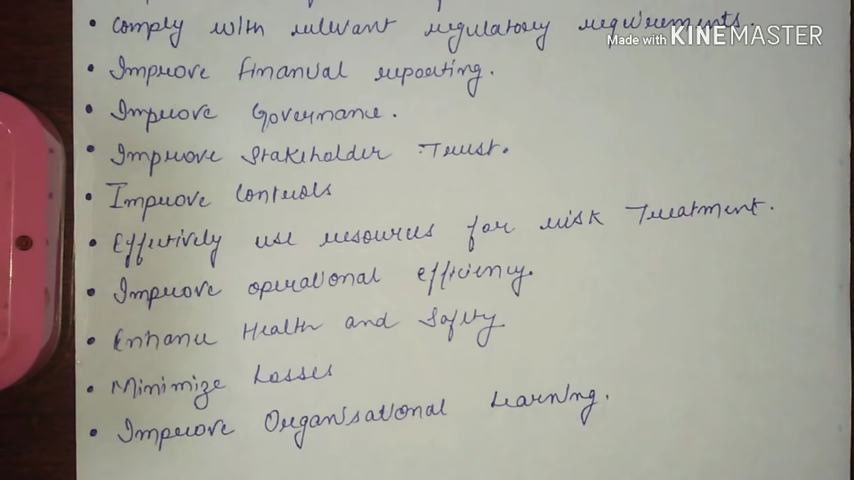 • Comply with relevant regulatory requirements.
Made with KINEMASTER
• Improve financial reporting.
• Improve Governance.
• Improve Stakeholder Trust.
• Improve Controls
• Effectively use resources for risk Treatment.
• Improve operational efficiency.
• Enhance Health and Safety
• Minimize Losses
• Improve Organisational Learning.